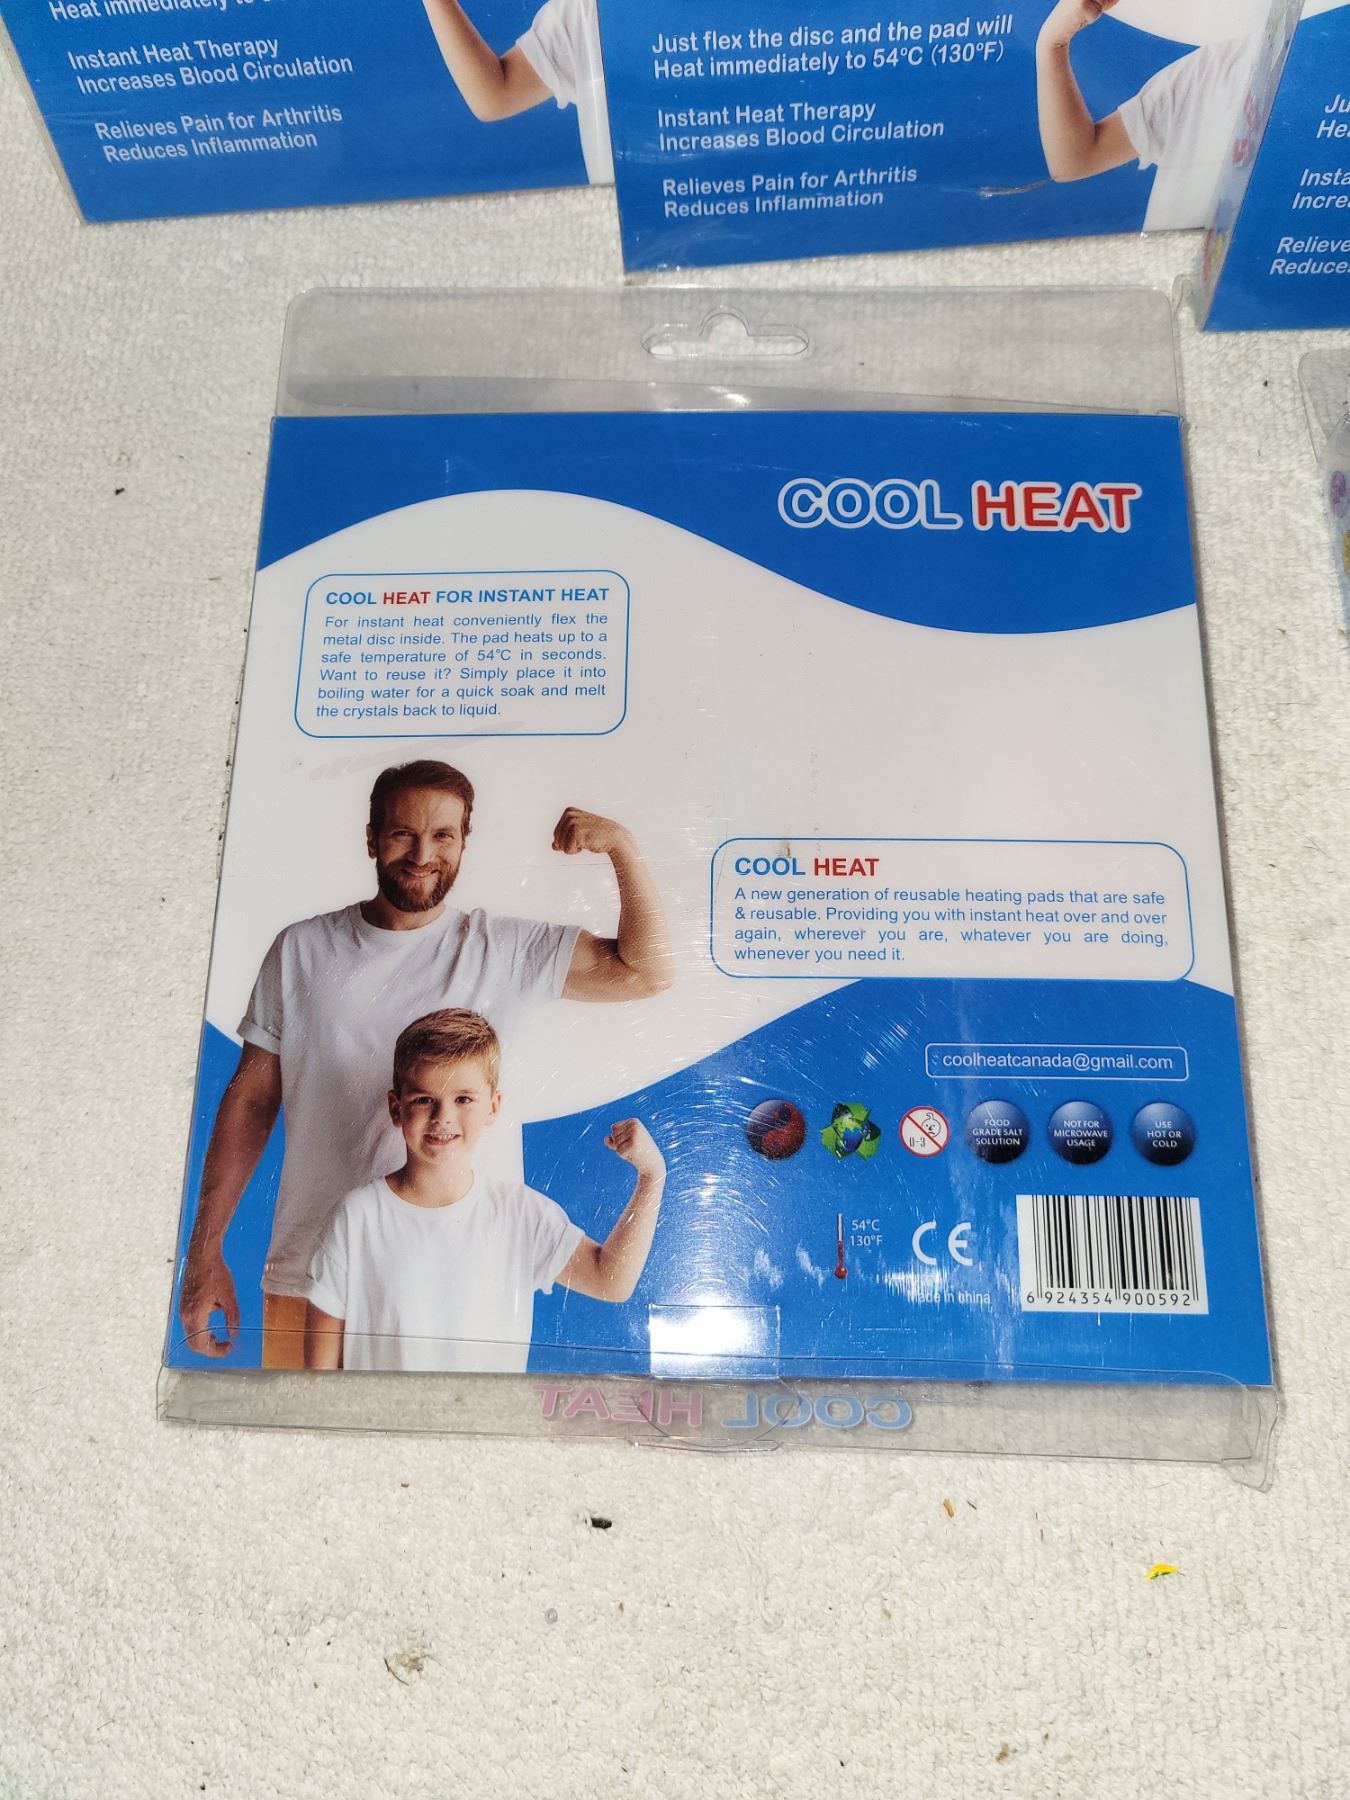 Heat immediately to
Instant Heat Therapy
Increases Blood Circulation
Relieves Pain for Arthritis
Reduces Inflammation
Just flex the disc and the pad will
Heat immediately to 54°C (130°F)
Instant Heat Therapy
Increases Blood Circulation
Relieves Pain for Arthritis
Reduces Inflammation
COOL HEAT
COOL HEAT FOR INSTANT HEAT
For instant heat conveniently flex the
metal disc inside. The pad heats up to a
safe temperature of 54°C in seconds.
Want to reuse it? Simply place it into
boiling water for a quick soak and melt
the crystals back to liquid.
COOL HEAT
A new generation of reusable heating pads that are safe
& reusable. Providing you with instant heat over and over
again, wherever you are, whatever you are doing,
whenever you need it.
coolheatcanada@gmail.com
0-3
FOOD
GRADE SALT
SOLUTION
NOT FOR
MICROWAVE
USAGE
USE
HOT OR
COLD
54°C
130°F
CE
Made in china
6 924354 900592
COOL HEAT